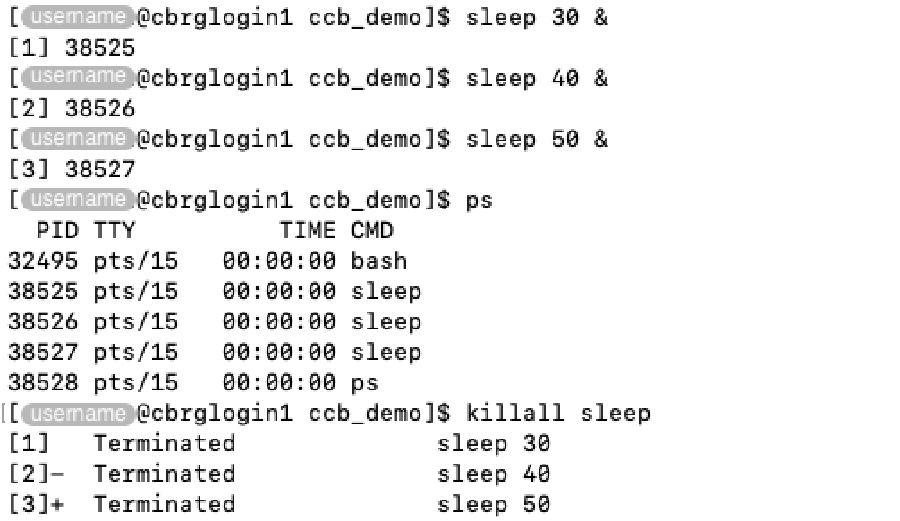 [username@cbrglogin1 ccb_demo]$ sleep 30 &
[1] 38525
[username@cbrglogin1 ccb_demo]$ sleep 40 &
[2] 38526
[username@cbrglogin1 ccb_demo]$ sleep 50 &
[3] 38527
[username@cbrglogin1 ccb_demo]$ ps
  PID TTY          TIME CMD
32495 pts/15   00:00:00 bash
38525 pts/15   00:00:00 sleep
38526 pts/15   00:00:00 sleep
38527 pts/15   00:00:00 sleep
38528 pts/15   00:00:00 ps
[[username@cbrglogin1 ccb_demo]$ killall sleep
[1]   Terminated              sleep 30
[2]-  Terminated              sleep 40
[3]+  Terminated              sleep 50